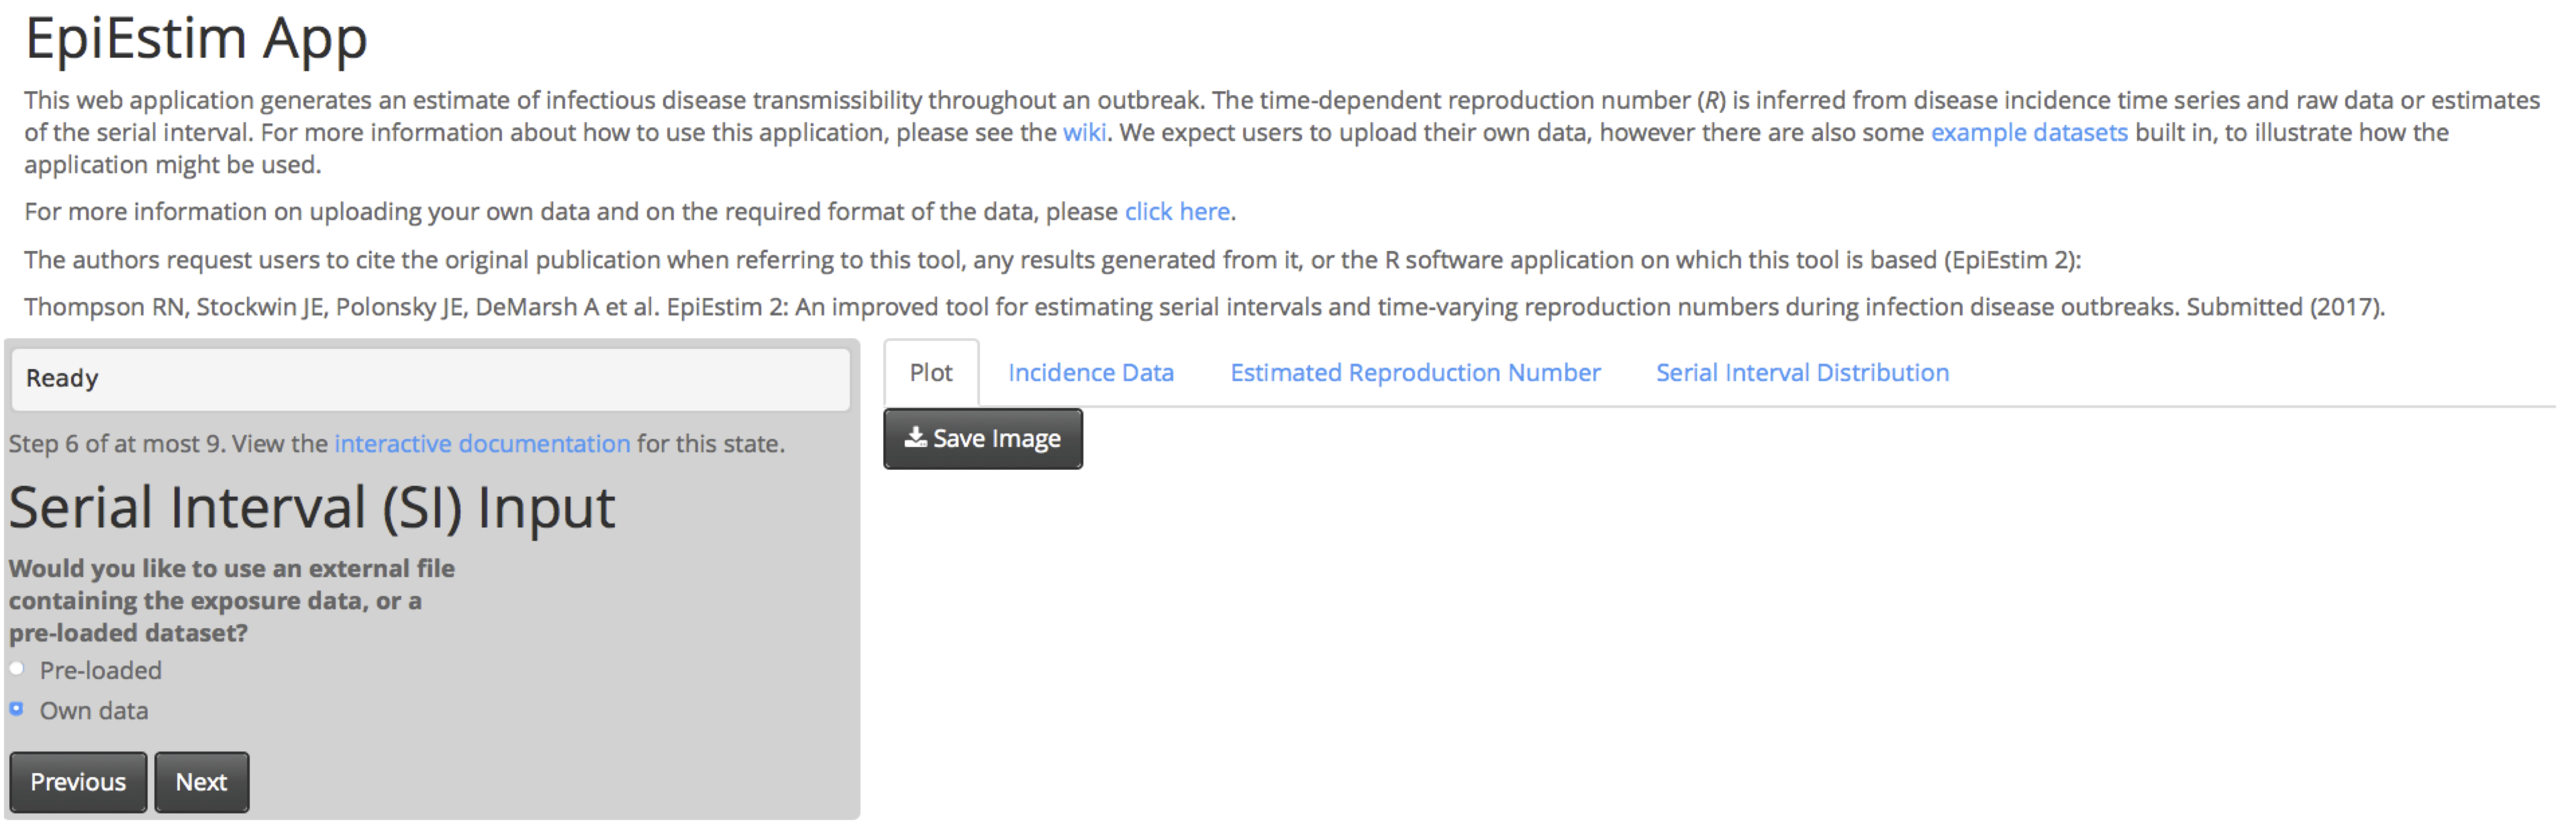 EpiEstim App
This web application generates an estimate of infectious disease transmissibility throughout an outbreak. The time-dependent reproduction number (R) is inferred from disease incidence time series and raw data or estimates
of the serial interval. For more information about how to use this application, please see the wiki. We expect users to upload their own data, however there are also some example datasets built in, to illustrate how the
application might be used.
For more information on uploading your own data and on the required format of the data, please click here.
The authors request users to cite the original publication when referring to this tool, any results generated from it, or the R software application on which this tool is based (EpiEstim 2):
Thompson RN, Stockwin JE, Polonsky JE, DeMarsh A et al. EpiEstim 2: An improved tool for estimating serial intervals and time-varying reproduction numbers during infection disease outbreaks. Submitted (2017).
Ready
Step 6 of at most 9. View the interactive documentation for this state.
Serial Interval (SI) Input
Would you like to use an external file
containing the exposure data, or a
pre-loaded dataset?
Pre-loaded
Own data
Previous Next
Plot Incidence Data Estimated Reproduction Number Serial Interval Distribution
Save Image